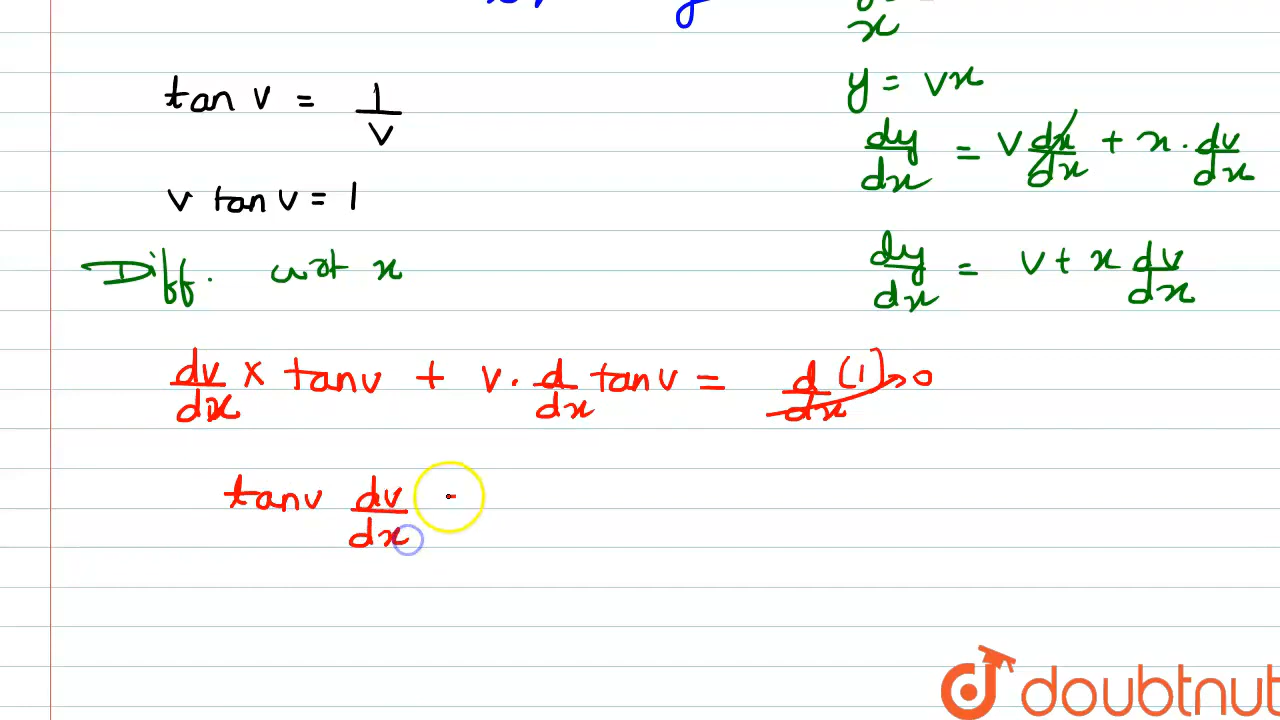 x
tan v = 1/v
y = vx
dy/dx = v dx/dx + x . dv/dx
v tan v = 1
Diff. wrt x
dy/dx = v + x dv/dx
dv/dx × tan v + v . d/dx tan v = d/dx (1) → 0
tan v dv/dx
doubtnut